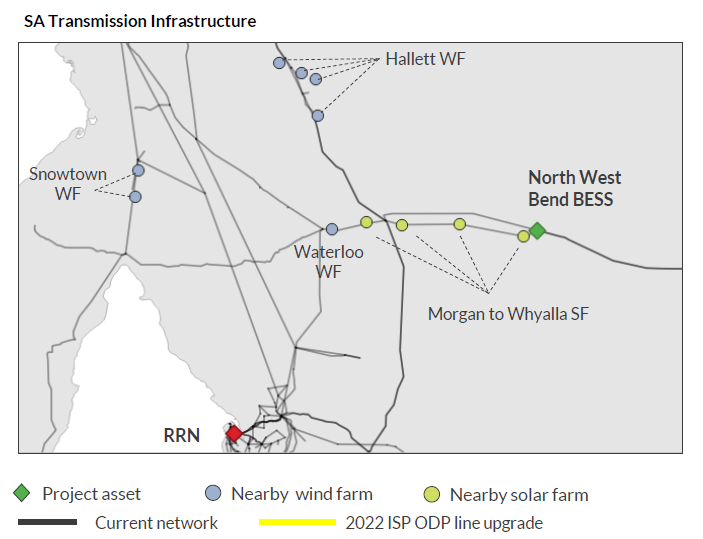 SA Transmission Infrastructure
Hallett WF
Snowtown
WF
North West
Bend BESS
Waterloo
WF
Morgan to Whyalla SF
RRN
Project asset
Nearby wind farm
Nearby solar farm
Current network
2022 ISP ODP line upgrade